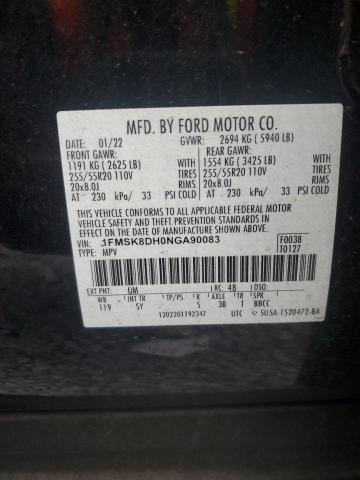 MFD. BY FORD MOTOR CO.
DATE: 01/22 GVWR: 2694 KG ( 5940 LB)
FRONT GAWR: REAR GAWR:
1191 KG ( 2625 LB) 1554 KG ( 3425 LB)
255/55R20 110V TIRES 255/55R20 110V TIRES
20x8.0J RIMS 20x8.0J RIMS
AT 230 kPa/ 33 PSI COLD AT 230 kPa/ 33 PSI COLD
THIS VEHICLE CONFORMS TO ALL APPLICABLE FEDERAL MOTOR
VEHICLE SAFETY AND THEFT PREVENTION STANDARDS IN
EFFECT ON THE DATE OF MANUFACTURE SHOWN ABOVE.
VIN: 1FMSK8DH0NGA90083 F0038
TYPE: MPV T0127
EXT PNT: UM RC: 48 DSO:
WB INT TR TP/PS R AXLE TR SPR
119 SY S 3B T BBCC
1202201192347 UTC 5U5A-1520472-BA